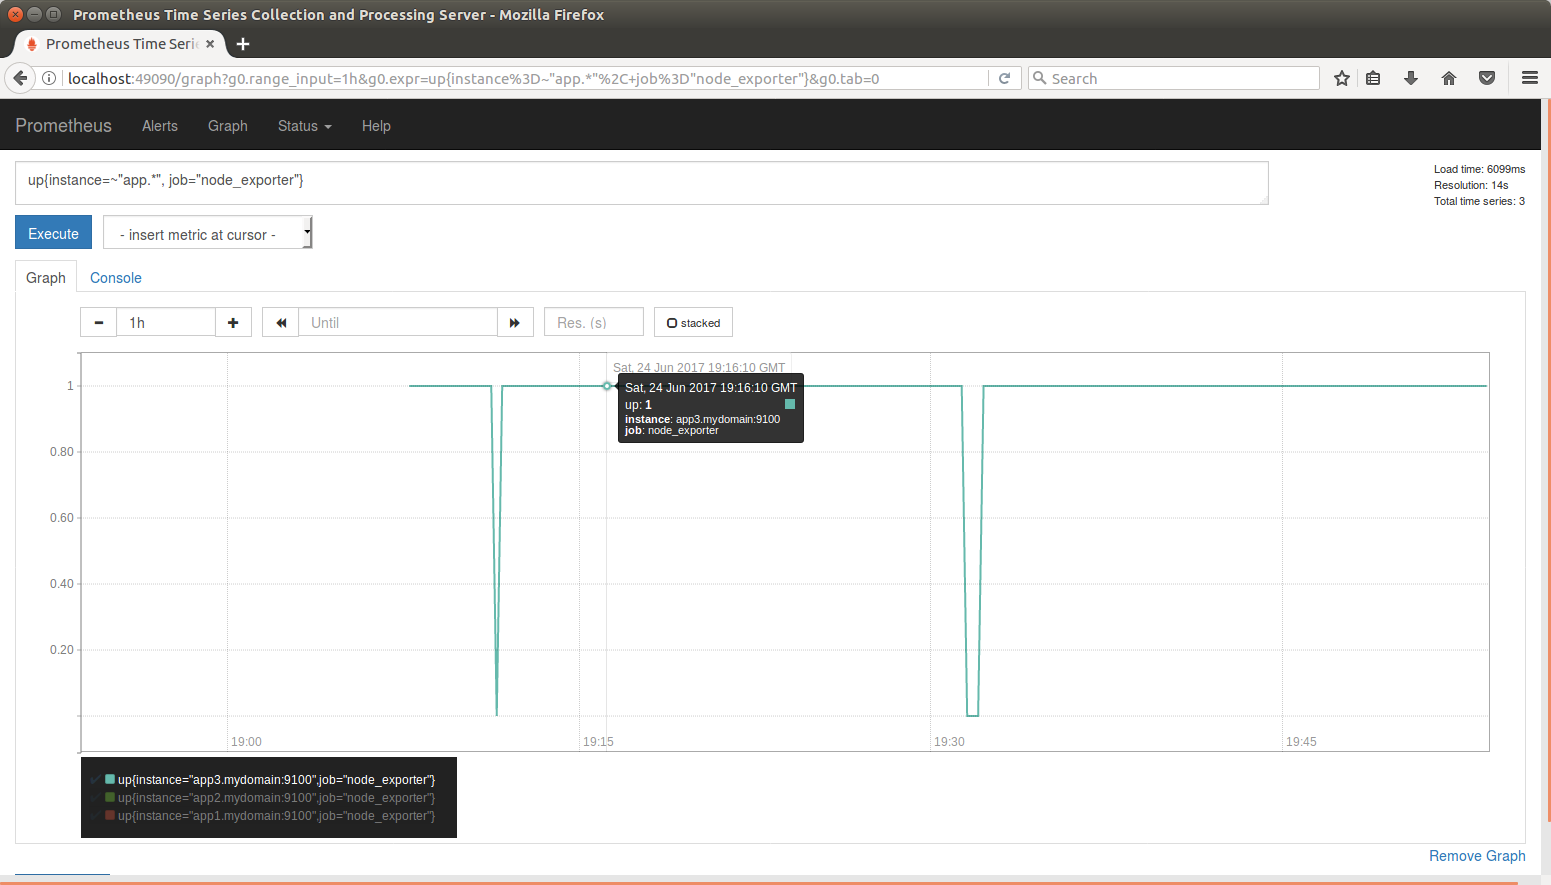 Prometheus Time Series Collection and Processing Server - Mozilla Firefox
Prometheus Time Seri
localhost:49090/graph?g0.range_input=1h&g0.expr=up{instance%3D~"app.*"%2C+job%3D"node_exporter"}&g0.tab=0
Search
Prometheus Alerts Graph Status Help
up{instance=~"app.*", job="node_exporter"}
Load time: 6099ms
Resolution: 14s
Total time series: 3
Execute
- insert metric at cursor -
Graph Console
1h
Until
Res. (s)
stacked
Sat, 24 Jun 2017 19:16:10 GMT
Sat, 24 Jun 2017 19:16:10 GMT
up: 1
instance: app3.mydomain:9100
job: node_exporter
1
0.80
0.60
0.40
0.20
19:00 19:15 19:30 19:45
up{instance="app3.mydomain:9100",job="node_exporter"}
up{instance="app2.mydomain:9100",job="node_exporter"}
up{instance="app1.mydomain:9100",job="node_exporter"}
Remove Graph